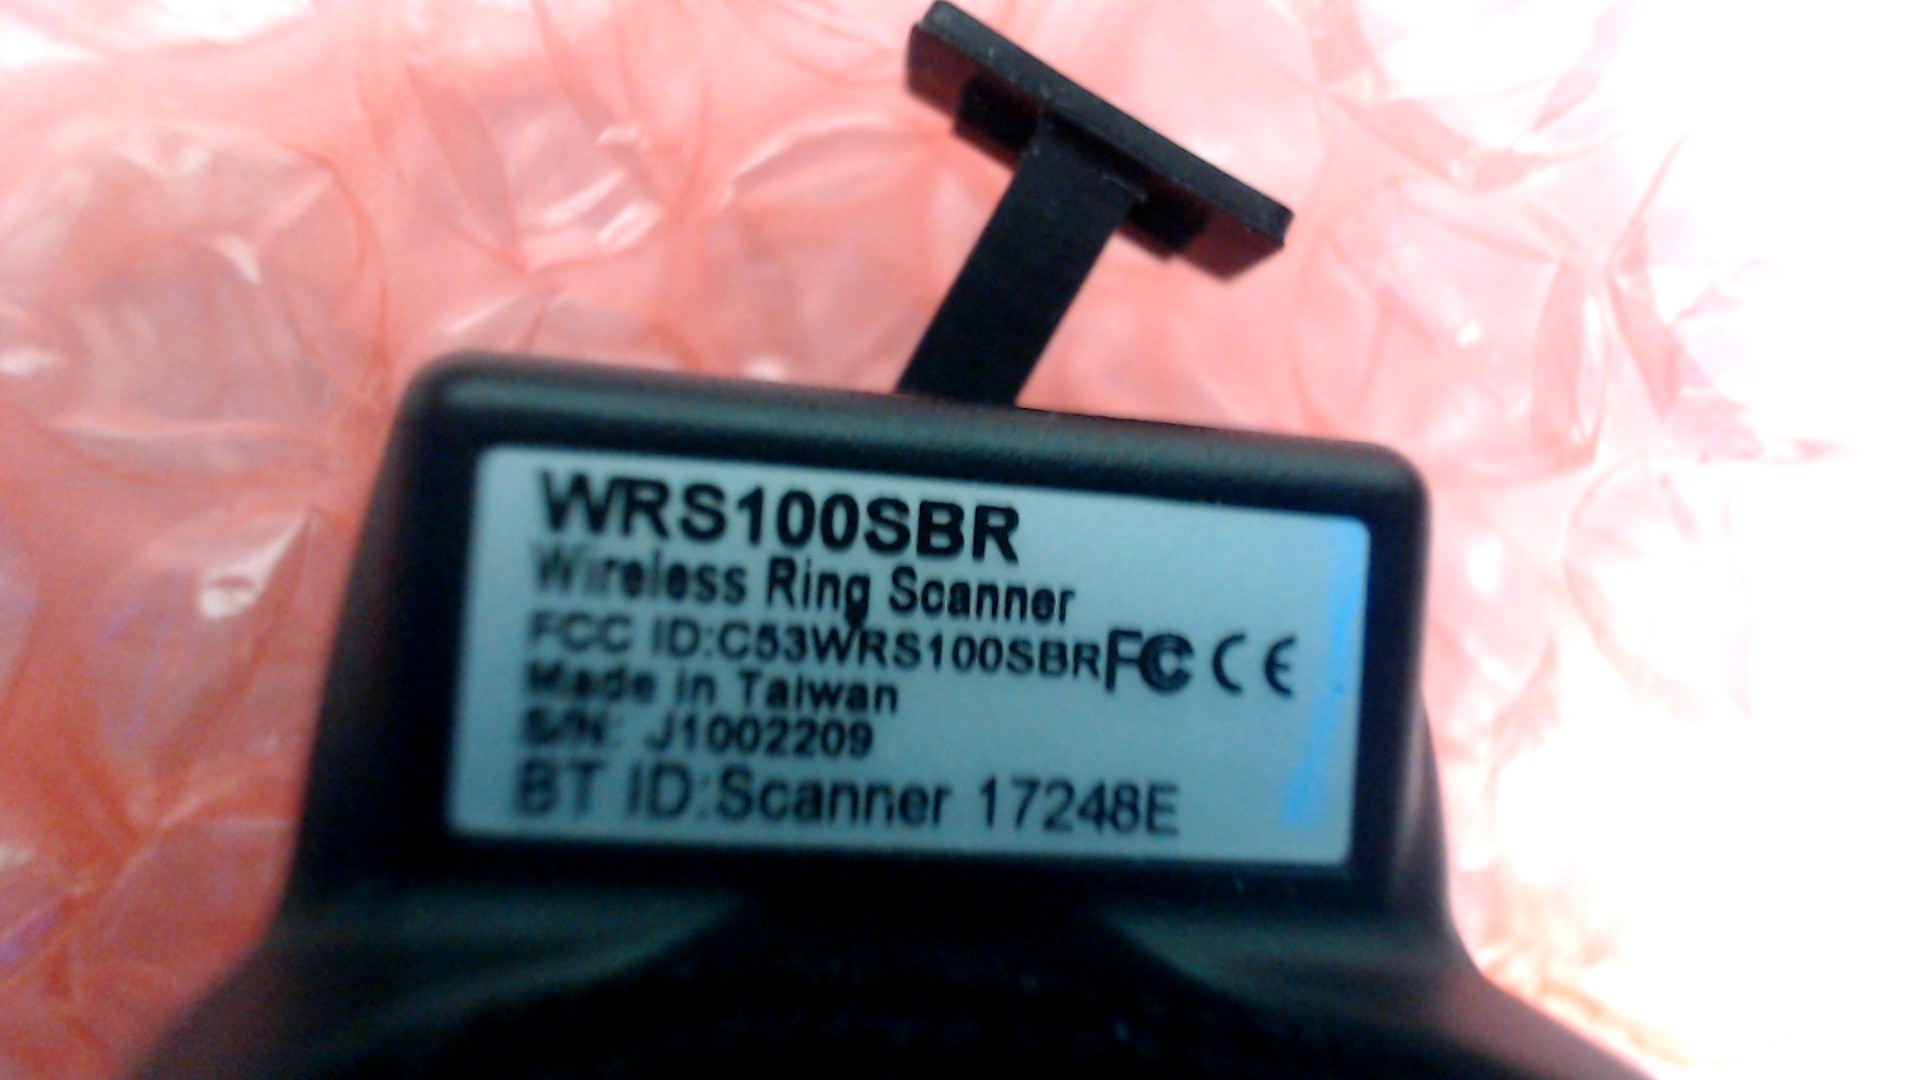 WRS100SBR
Wireless Ring Scanner
FCC ID:C53WRS100SBR FC CE
Made in Taiwan
S/N: J1002209
BT ID:Scanner 17248E